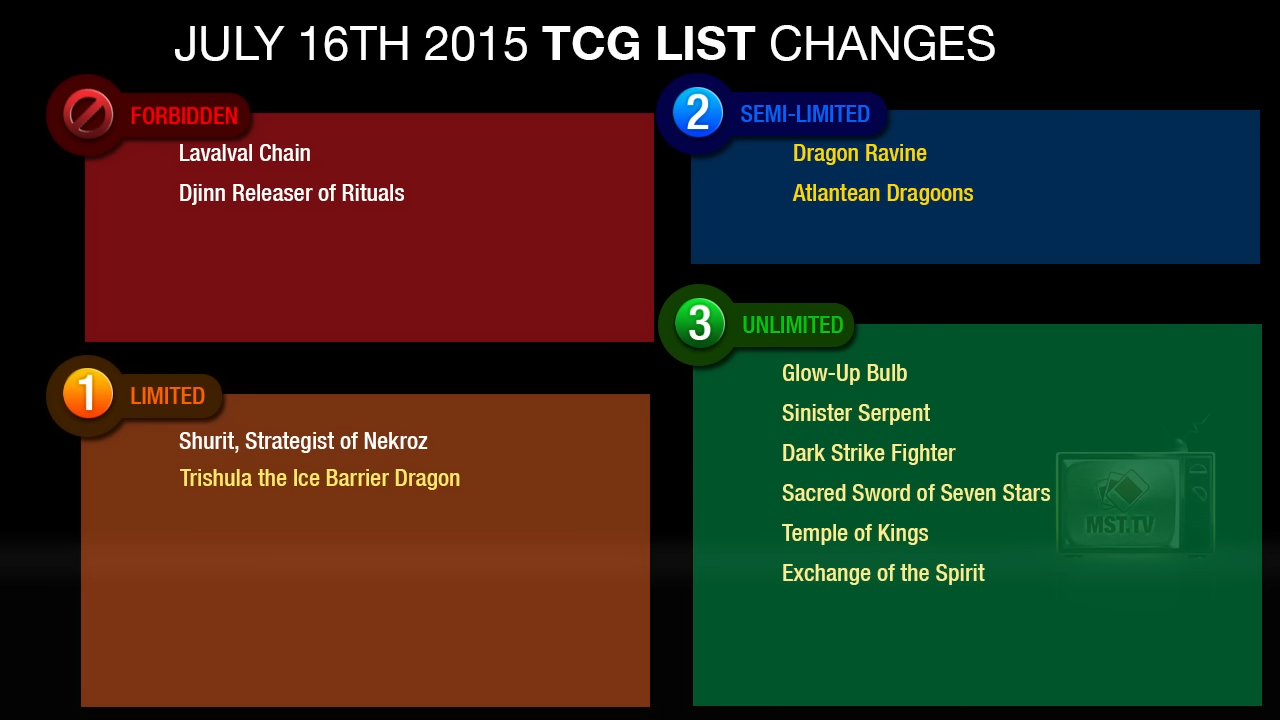 JULY 16TH 2015 TCG LIST CHANGES
FORBIDDEN
Lavalval Chain
Djinn Releaser of Rituals
1 LIMITED
Shurit, Strategist of Nekroz
Trishula the Ice Barrier Dragon
2 SEMI-LIMITED
Dragon Ravine
Atlantean Dragoons
3 UNLIMITED
Glow-Up Bulb
Sinister Serpent
Dark Strike Fighter
Sacred Sword of Seven Stars
Temple of Kings
Exchange of the Spirit
MST.TV